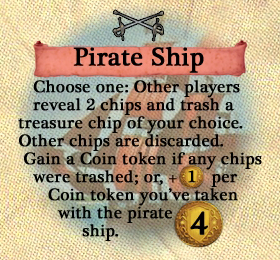 Pirate Ship
Choose one: Other players
reveal 2 chips and trash a
treasure chip of your choice.
Other chips are discarded.
Gain a Coin token if any chips
were trashed; or, + 1 per
Coin token you've taken
with the pirate
ship.
4